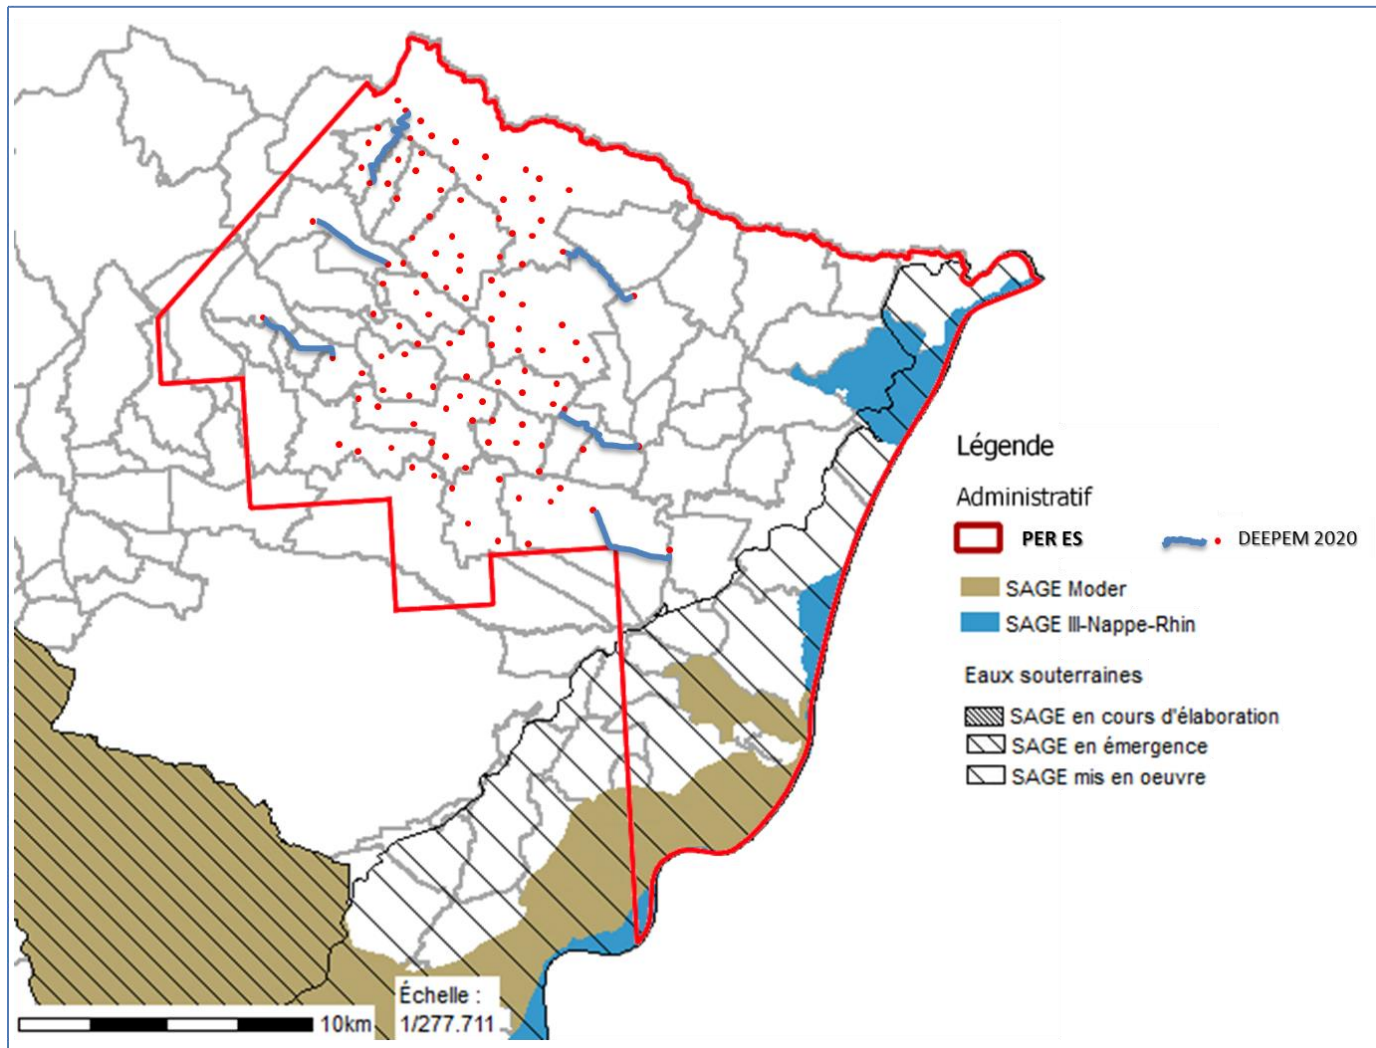 Légende
Administratif
PER ES
DEEPEM 2020
SAGE Moder
SAGE Ill-Nappe-Rhin
Eaux souterraines
SAGE en cours d'élaboration
SAGE en émergence
SAGE mis en oeuvre
Échelle :
1/277.711
10km